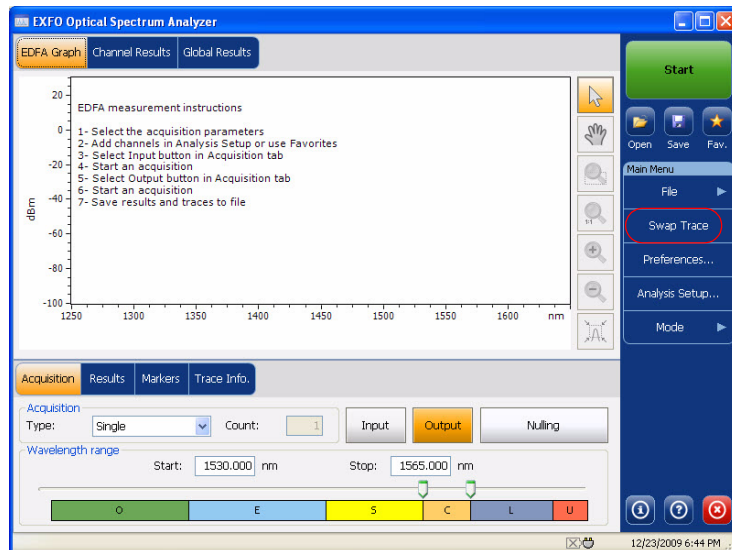 EXFO Optical Spectrum Analyzer
EDFA Graph
Channel Results
Global Results
20
0
-20
-40
-60
-80
-100
dBm
EDFA measurement instructions
1- Select the acquisition parameters
2- Add channels in Analysis Setup or use Favorites
3- Select Input button in Acquisition tab
4- Start an acquisition
5- Select Output button in Acquisition tab
6- Start an acquisition
7- Save results and traces to file
1250 1300 1350 1400 1450 1500 1550 1600 nm
1:1
Start
Open
Save
Fav.
Main Menu
File
Swap Trace
Preferences...
Analysis Setup...
Mode
Acquisition
Results
Markers
Trace Info.
Acquisition
Type: Single Count: 1
Input
Output
Nulling
Wavelength range
Start: 1530.000 nm Stop: 1565.000 nm
O E S C L U
12/23/2009 6:44 PM